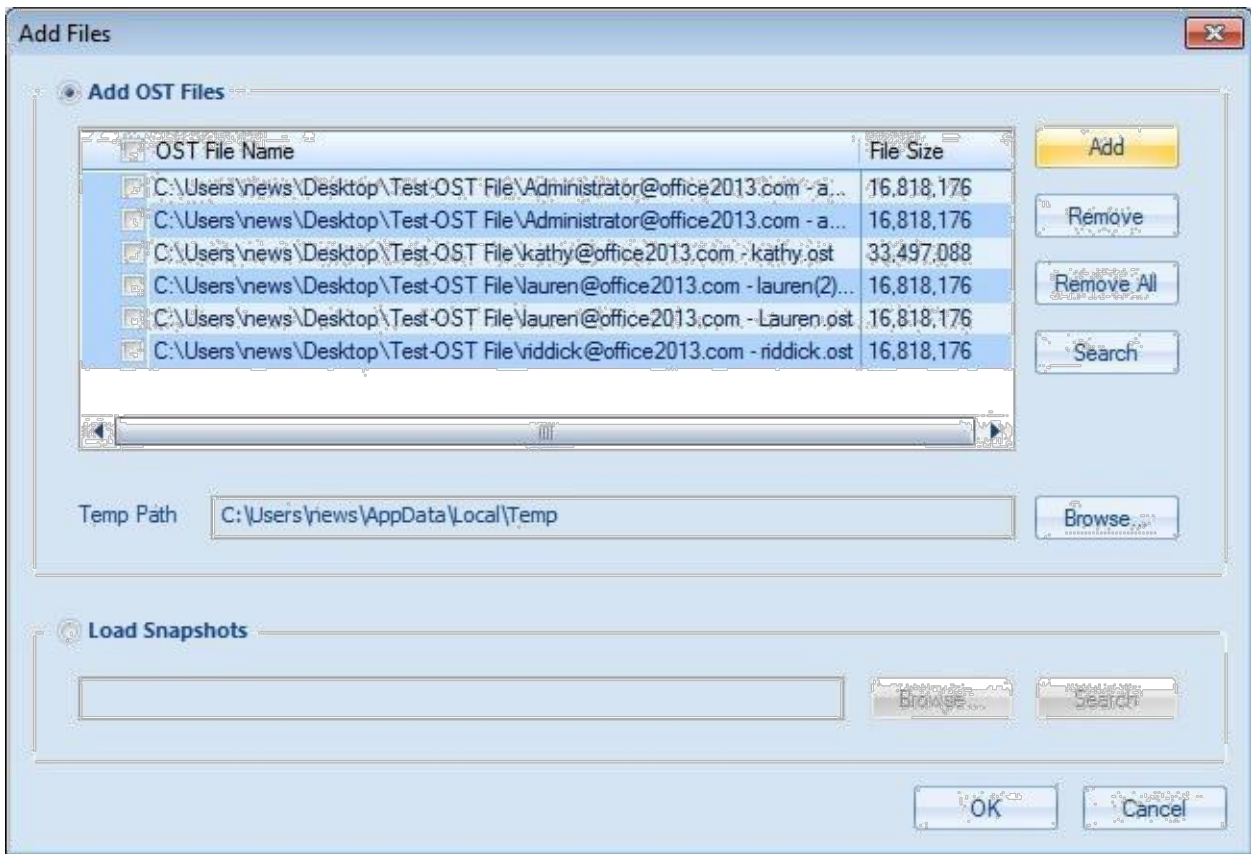 Add Files
Add OST Files
OST File Name File Size
C:\Users\news\Desktop\Test-OST File\Administrator@office2013.com - a... 16,818,176
C:\Users\news\Desktop\Test-OST File\Administrator@office2013.com - a... 16,818,176
C:\Users\news\Desktop\Test-OST File\kathy@office2013.com - kathy.ost 33,497,088
C:\Users\news\Desktop\Test-OST File\lauren@office2013.com - lauren(2)... 16,818,176
C:\Users\news\Desktop\Test-OST File\lauren@office2013.com - Lauren.ost 16,818,176
C:\Users\news\Desktop\Test-OST File\riddick@office2013.com - riddick.ost 16,818,176
Add
Remove
Remove All
Search
Temp Path C:\Users\news\AppData\Local\Temp Browse...
Load Snapshots
Browse... Search
OK Cancel